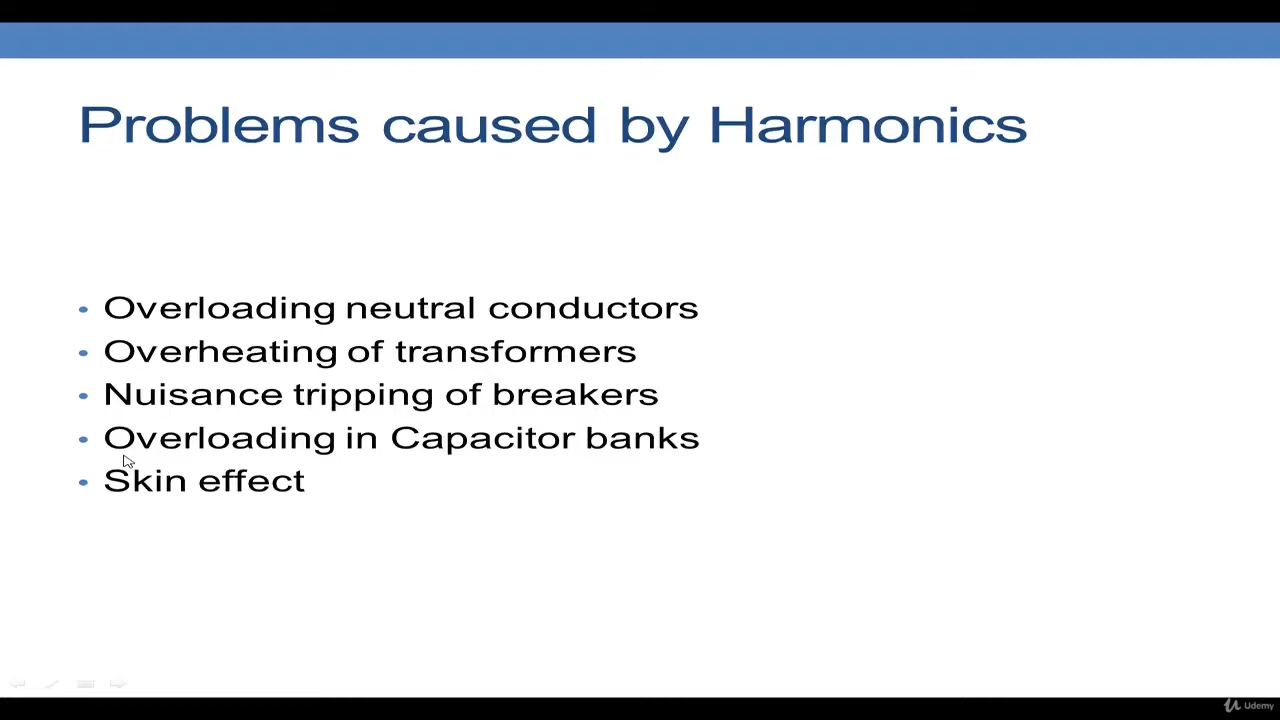 Problems caused by Harmonics
• Overloading neutral conductors
• Overheating of transformers
• Nuisance tripping of breakers
• Overloading in Capacitor banks
• Skin effect
Udemy